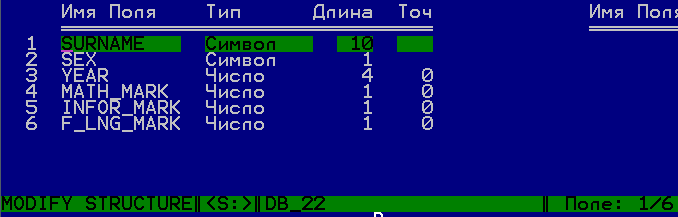 Имя Поля Тип Длина Точ Имя Поля
1 SURNAME Символ 10
2 SEX Символ 1
3 YEAR Число 4 0
4 MATH_MARK Число 1 0
5 INFOR_MARK Число 1 0
6 F_LNG_MARK Число 1 0
MODIFY STRUCTURE <S:> DB_22 Поле: 1/6